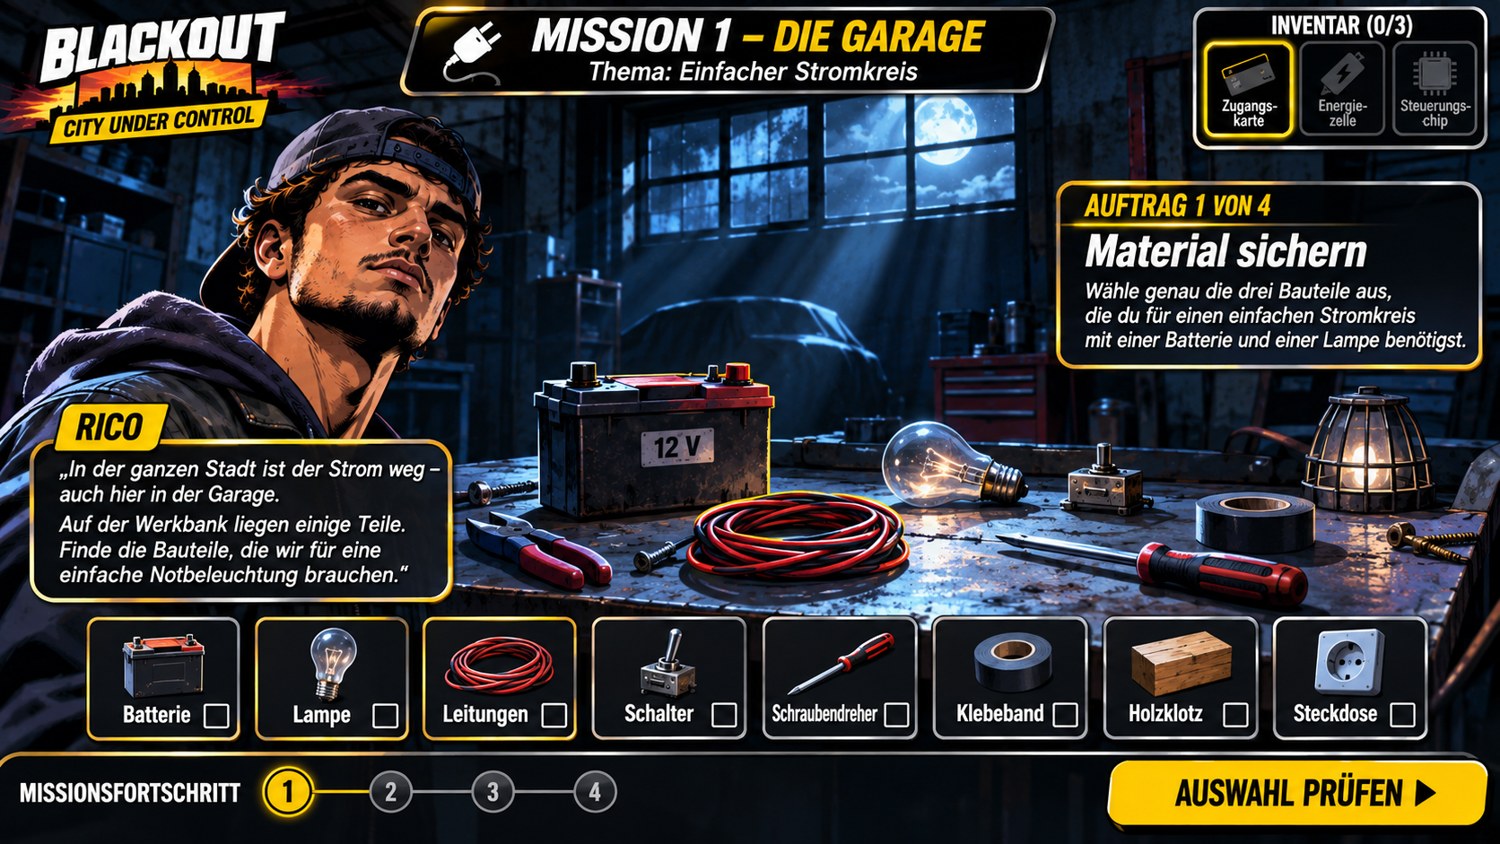 BLACKOUT
CITY UNDER CONTROL
MISSION 1 – DIE GARAGE
Thema: Einfacher Stromkreis
INVENTAR (0/3)
Zugangs-
karte
Energie-
zelle
Steuerungs-
chip
AUFTRAG 1 VON 4
Material sichern
Wähle genau die drei Bauteile aus,
die du für einen einfachen Stromkreis
mit einer Batterie und einer Lampe benötigst.
12 V
RICO
„In der ganzen Stadt ist der Strom weg –
auch hier in der Garage.
Auf der Werkbank liegen einige Teile.
Finde die Bauteile, die wir für eine
einfache Notbeleuchtung brauchen.“
Batterie
Lampe
Leitungen
Schalter
Schraubendreher
Klebeband
Holzklotz
Steckdose
MISSIONSFORTSCHRITT
1
2
3
4
AUSWAHL PRÜFEN